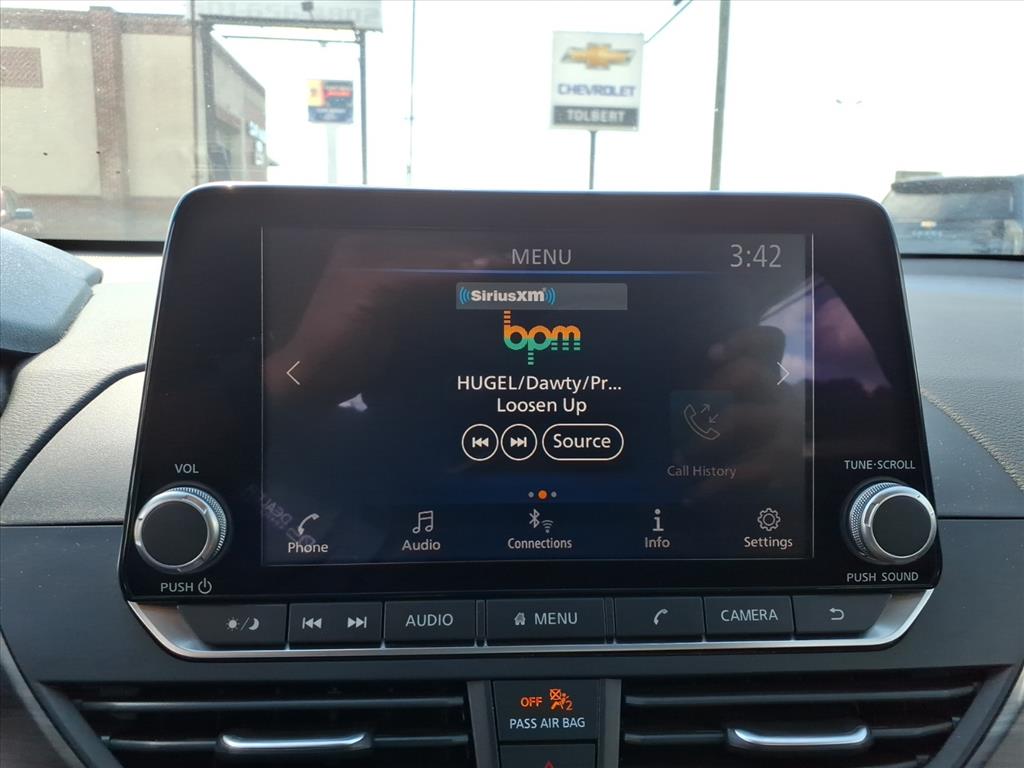 CHEVROLET
TOLBERT
MENU
3:42
SiriusXM
bpm
HUGEL/Dawty/Pr...
Loosen Up
Source
Call History
Phone
Audio
Connections
Info
Settings
VOL
PUSH
TUNE·SCROLL
PUSH SOUND
AUDIO
MENU
CAMERA
OFF
2
PASS AIR BAG